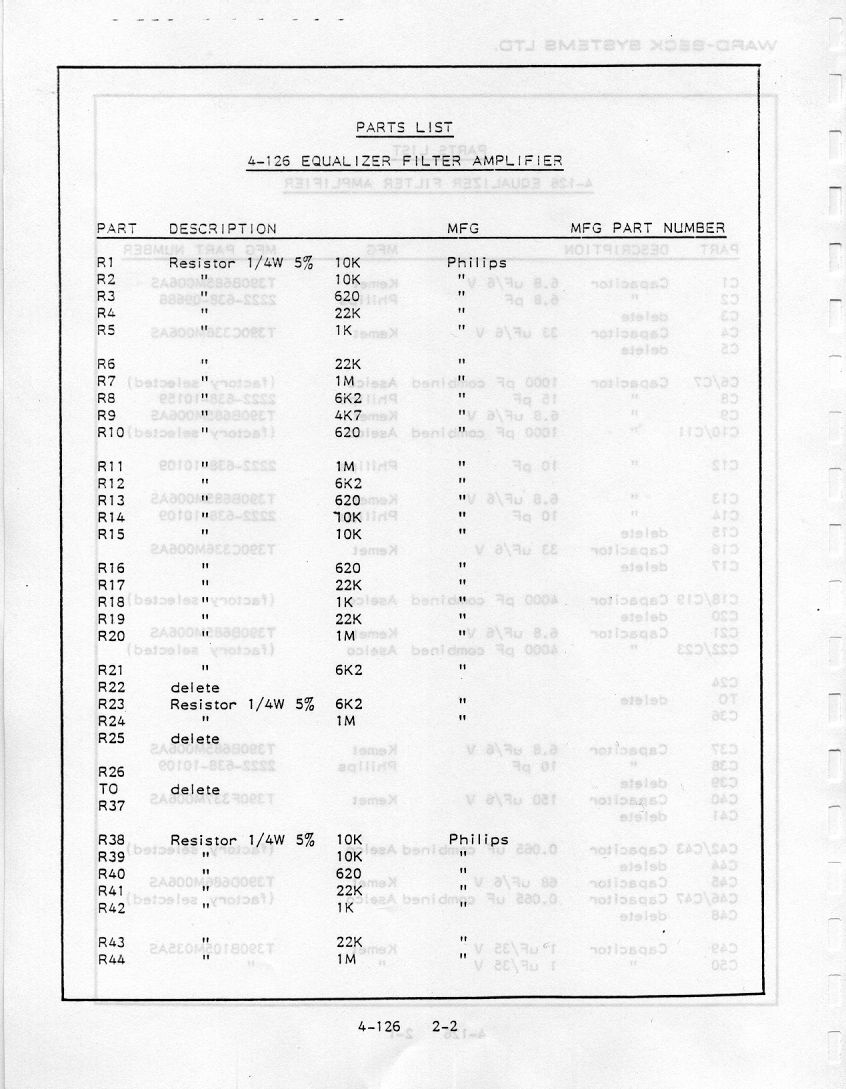 PARTS LIST
4-126 EQUALIZER FILTER AMPLIFIER
PART DESCRIPTION MFG MFG PART NUMBER
R1 Resistor 1/4W 5% 10K Philips
R2 " 10K "
R3 " 620 "
R4 " 22K "
R5 " 1K "
R6 " 22K "
R7 " 1M "
R8 " 6K2 "
R9 " 4K7 "
R10 " 620 "
R11 " 1M "
R12 " 6K2 "
R13 " 620 "
R14 " 10K "
R15 " 10K "
R16 " 620 "
R17 " 22K "
R18 " 1K "
R19 " 22K "
R20 " 1M "
R21 " 6K2 "
R22 delete
R23 Resistor 1/4W 5% 6K2 "
R24 " 1M "
R25 delete
R26
TO delete
R37
R38 Resistor 1/4W 5% 10K Philips
R39 " 10K "
R40 " 620 "
R41 " 22K "
R42 " 1K "
R43 " 22K "
R44 " 1M "
4-126 2-2